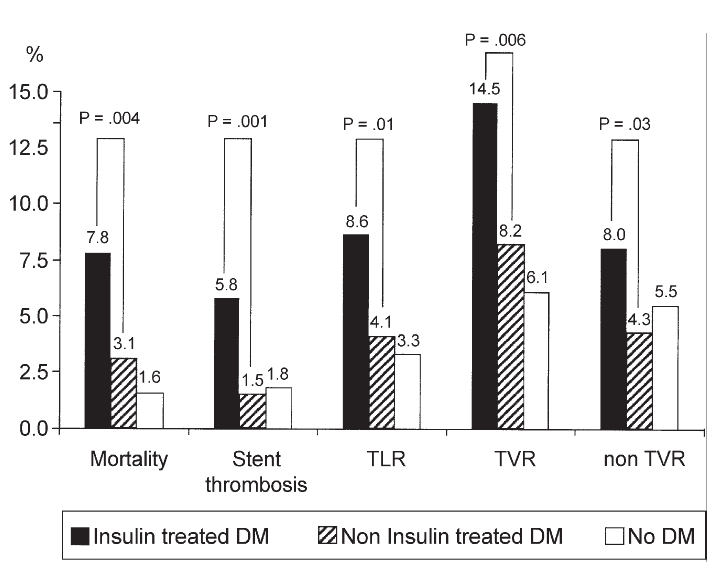 P = .006
%
14.5
15.0
P = .004
P = .001
P = .01
P = .03
12.5
10.0
8.6
8.2
8.0
7.8
7.5
6.1
5.8
5.5
5.0
4.1
4.3
3.3
3.1
2.5
1.6
1.5
1.8
0.0
Mortality
Stent
thrombosis
TLR
TVR
non TVR
Insulin treated DM
Non Insulin treated DM
No DM